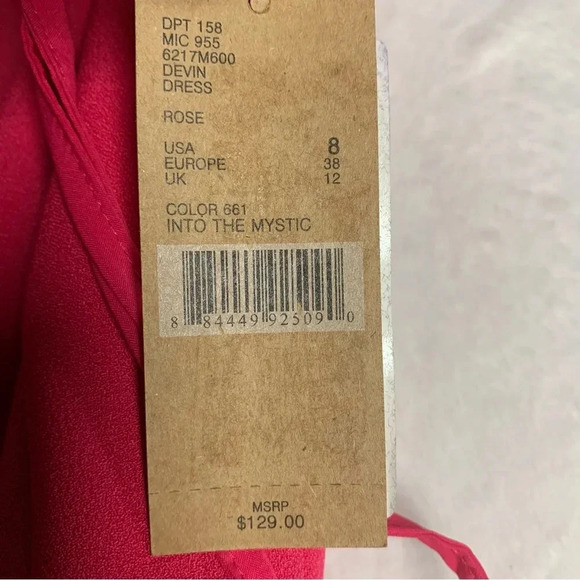 DPT 158
MIC 955
6217M600
DEVIN
DRESS
ROSE
USA 8
EUROPE 38
UK 12
COLOR 661
INTO THE MYSTIC
8 84449 92509 0
MSRP
$129.00